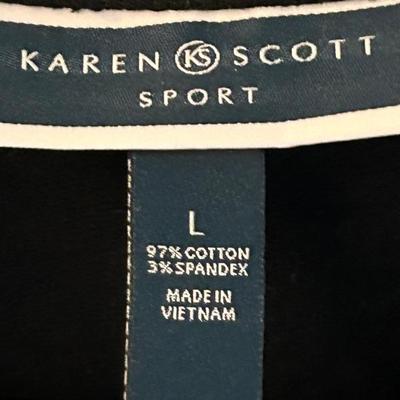 KAREN KS SCOTT
SPORT
L
97% COTTON
3% SPANDEX
MADE IN
VIETNAM